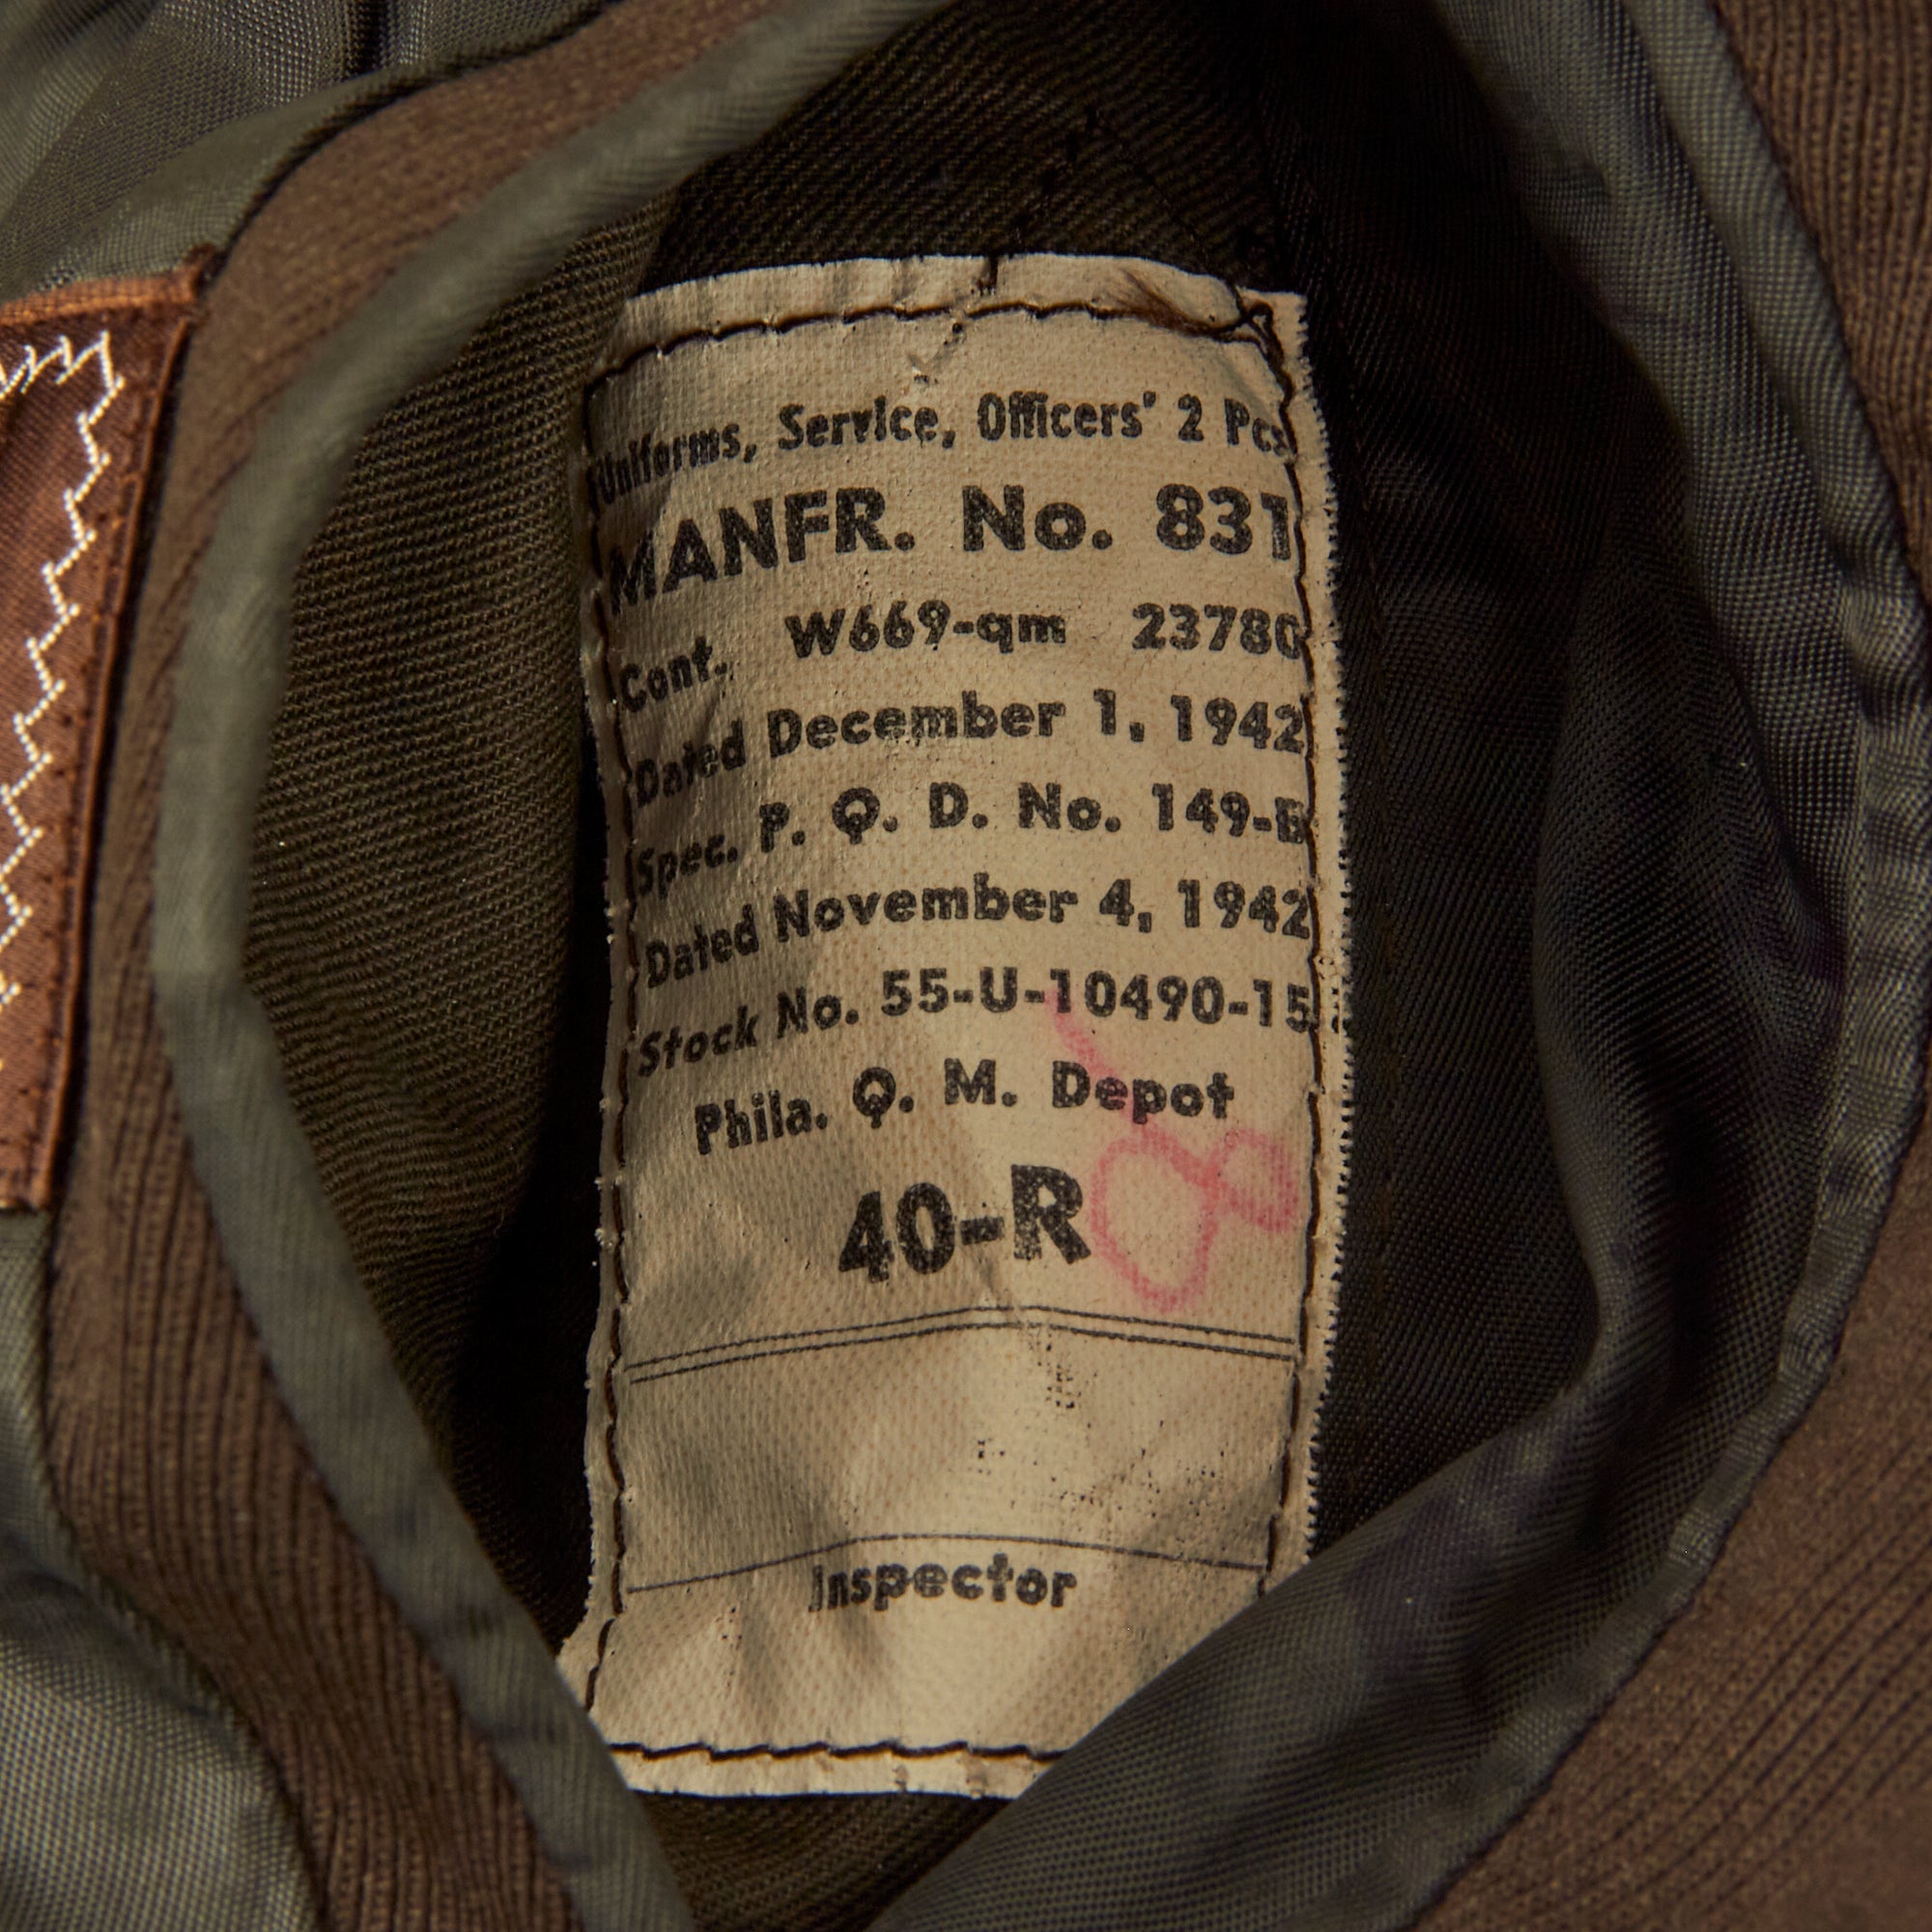 Uniforms, Service, Officers' 2 Pcs
MANFR. No. 831
Cont. W669-qm 23780
Dated December 1, 1942
Spec. P. Q. D. No. 149-B
Dated November 4, 1942
Stock No. 55-U-10490-15
Phila. Q. M. Depot
40-R
8
Inspector